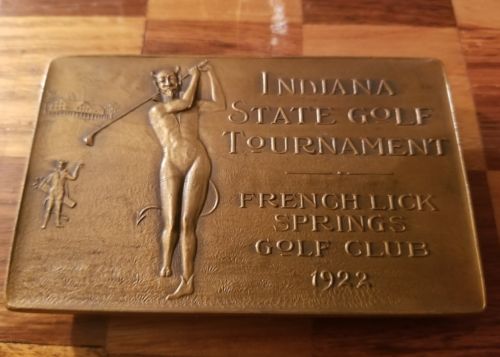 INDIANA
STATE GOLF
TOURNAMENT
FRENCH LICK
SPRINGS
GOLF CLUB
1922